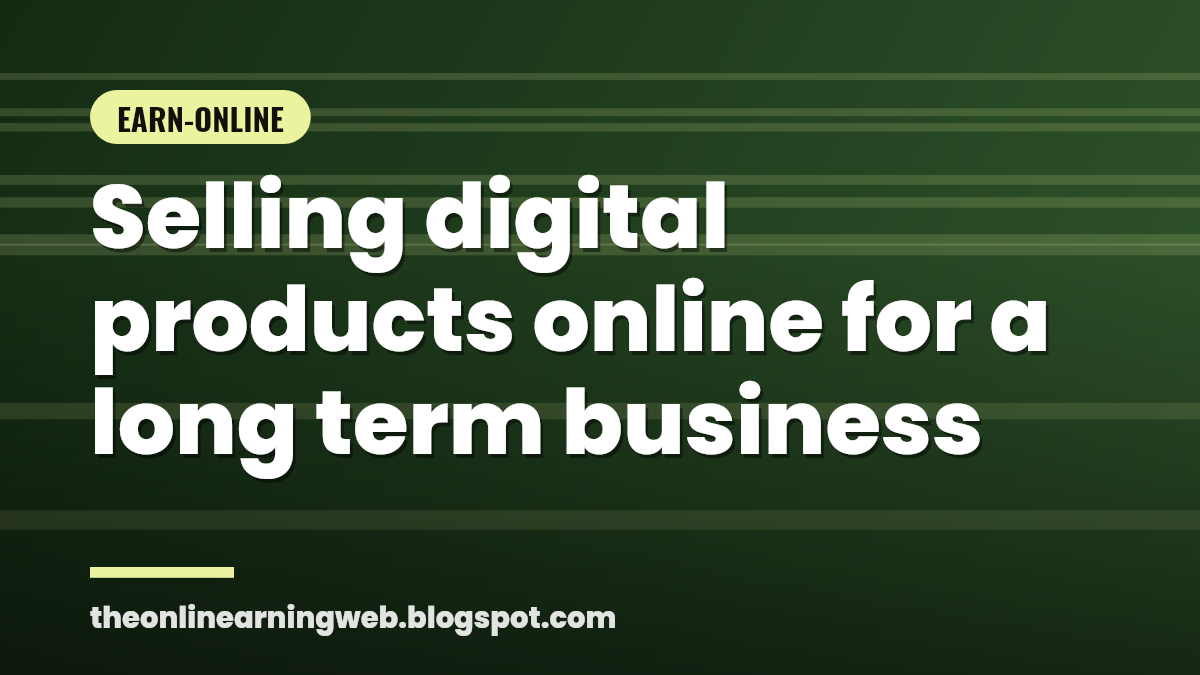 EARN-ONLINE
Selling digital
products online for a
long term business
theonlinearningweb.blogspot.com